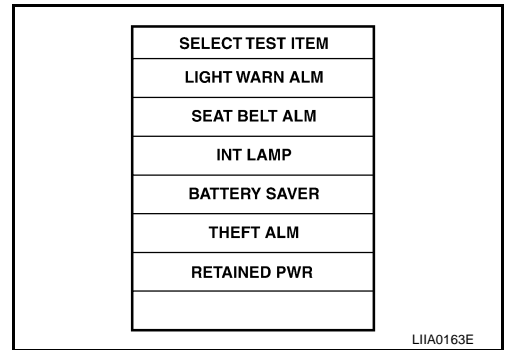 SELECT TEST ITEM
LIGHT WARN ALM
SEAT BELT ALM
INT LAMP
BATTERY SAVER
THEFT ALM
RETAINED PWR
LIIA0163E